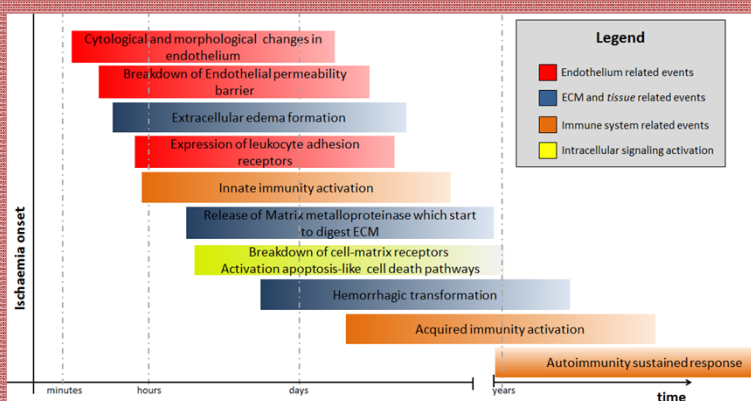 Cytological and morphological changes in
endothelium
Breakdown of Endothelial permeability
barrier
Extracellular edema formation
Expression of leukocyte adhesion
receptors
Innate immunity activation
Release of Matrix metalloproteinase which start
to digest ECM
Breakdown of cell-matrix receptors
Activation apoptosis-like cell death pathways
Hemorrhagic transformation
Acquired immunity activation
Autoimmunity sustained response
Legend
Endothelium related events
ECM and tissue related events
Immune system related events
Intracellular signaling activation
Ischaemia onset
minutes
hours
days
years
time